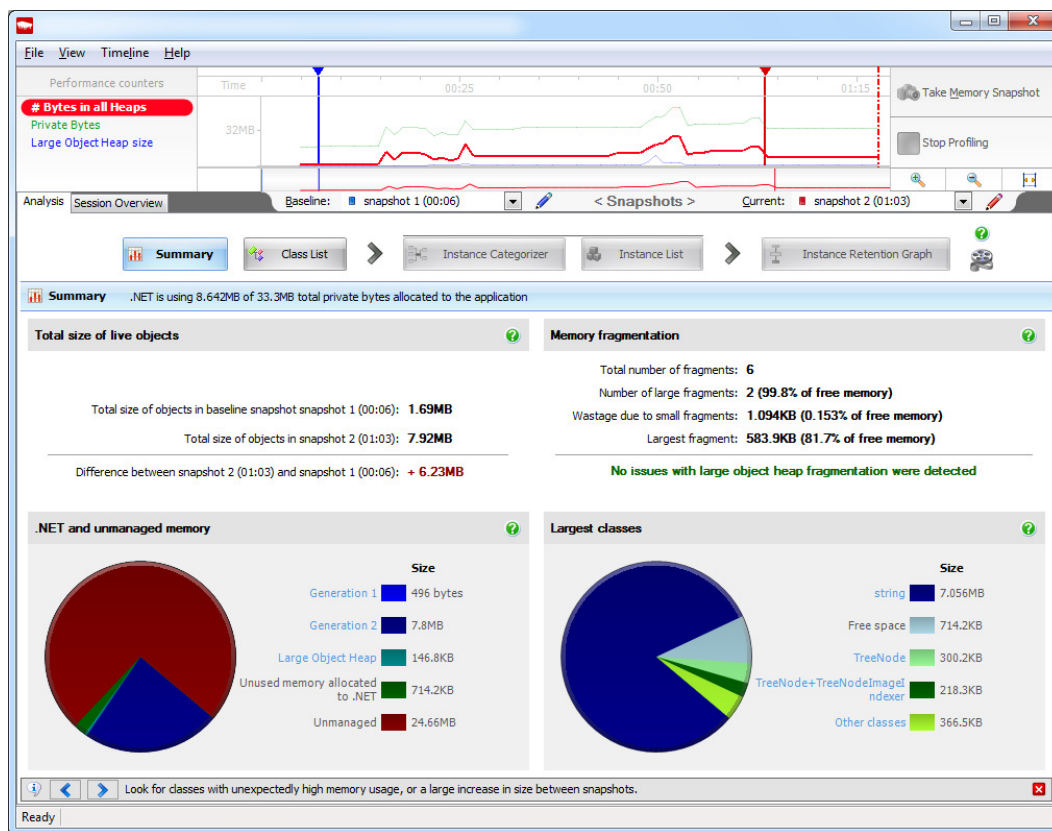 File View Timeline Help
Performance counters
# Bytes in all Heaps
Private Bytes
Large Object Heap size
Time 00:25 00:50 01:15
32MB
Take Memory Snapshot
Stop Profiling
Analysis Session Overview Baseline: snapshot 1 (00:06) < Snapshots > Current: snapshot 2 (01:03)
Summary Class List Instance Categorizer Instance List Instance Retention Graph
Summary .NET is using 8.642MB of 33.3MB total private bytes allocated to the application
Total size of live objects
Total size of objects in baseline snapshot snapshot 1 (00:06): 1.69MB
Total size of objects in snapshot 2 (01:03): 7.92MB
Difference between snapshot 2 (01:03) and snapshot 1 (00:06): + 6.23MB
Memory fragmentation
Total number of fragments: 6
Number of large fragments: 2 (99.8% of free memory)
Wastage due to small fragments: 1.094KB (0.153% of free memory)
Largest fragment: 583.9KB (81.7% of free memory)
No issues with large object heap fragmentation were detected
.NET and unmanaged memory
Size
Generation 1 496 bytes
Generation 2 7.8MB
Large Object Heap 146.8KB
Unused memory allocated
to .NET 714.2KB
Unmanaged 24.66MB
Largest classes
Size
string 7.056MB
Free space 714.2KB
TreeNode 300.2KB
TreeNode+TreeNodeImageI
ndexer 218.3KB
Other classes 366.5KB
Look for classes with unexpectedly high memory usage, or a large increase in size between snapshots.
Ready